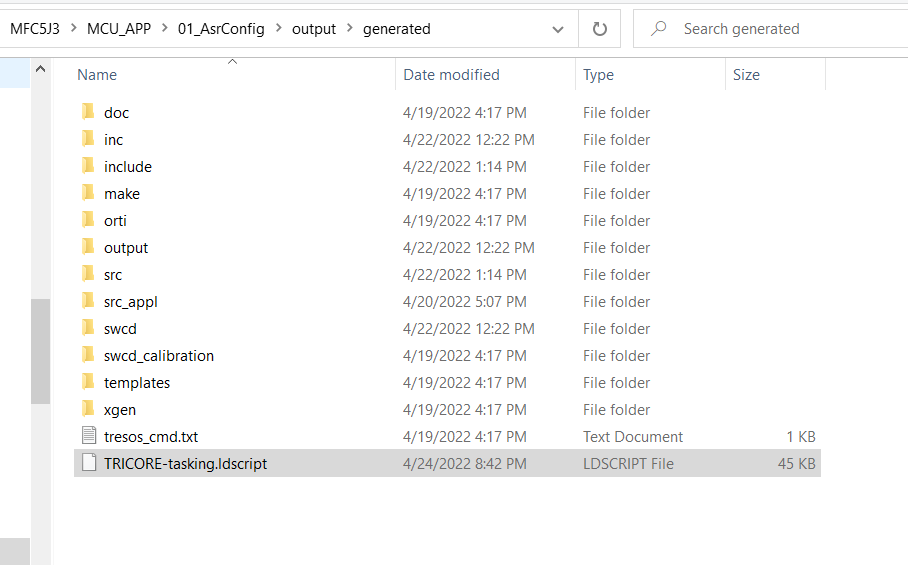 MFC5J3 > MCU_APP > 01_AsrConfig > output > generated
Search generated
Name Date modified Type Size
doc 4/19/2022 4:17 PM File folder
inc 4/22/2022 12:22 PM File folder
include 4/22/2022 1:14 PM File folder
make 4/19/2022 4:17 PM File folder
orti 4/19/2022 4:17 PM File folder
output 4/22/2022 12:22 PM File folder
src 4/22/2022 1:14 PM File folder
src_appl 4/20/2022 5:07 PM File folder
swcd 4/22/2022 12:22 PM File folder
swcd_calibration 4/19/2022 4:17 PM File folder
templates 4/19/2022 4:17 PM File folder
xgen 4/19/2022 4:17 PM File folder
tresos_cmd.txt 4/19/2022 4:17 PM Text Document 1 KB
TRICORE-tasking.ldscript 4/24/2022 8:42 PM LDSCRIPT File 45 KB